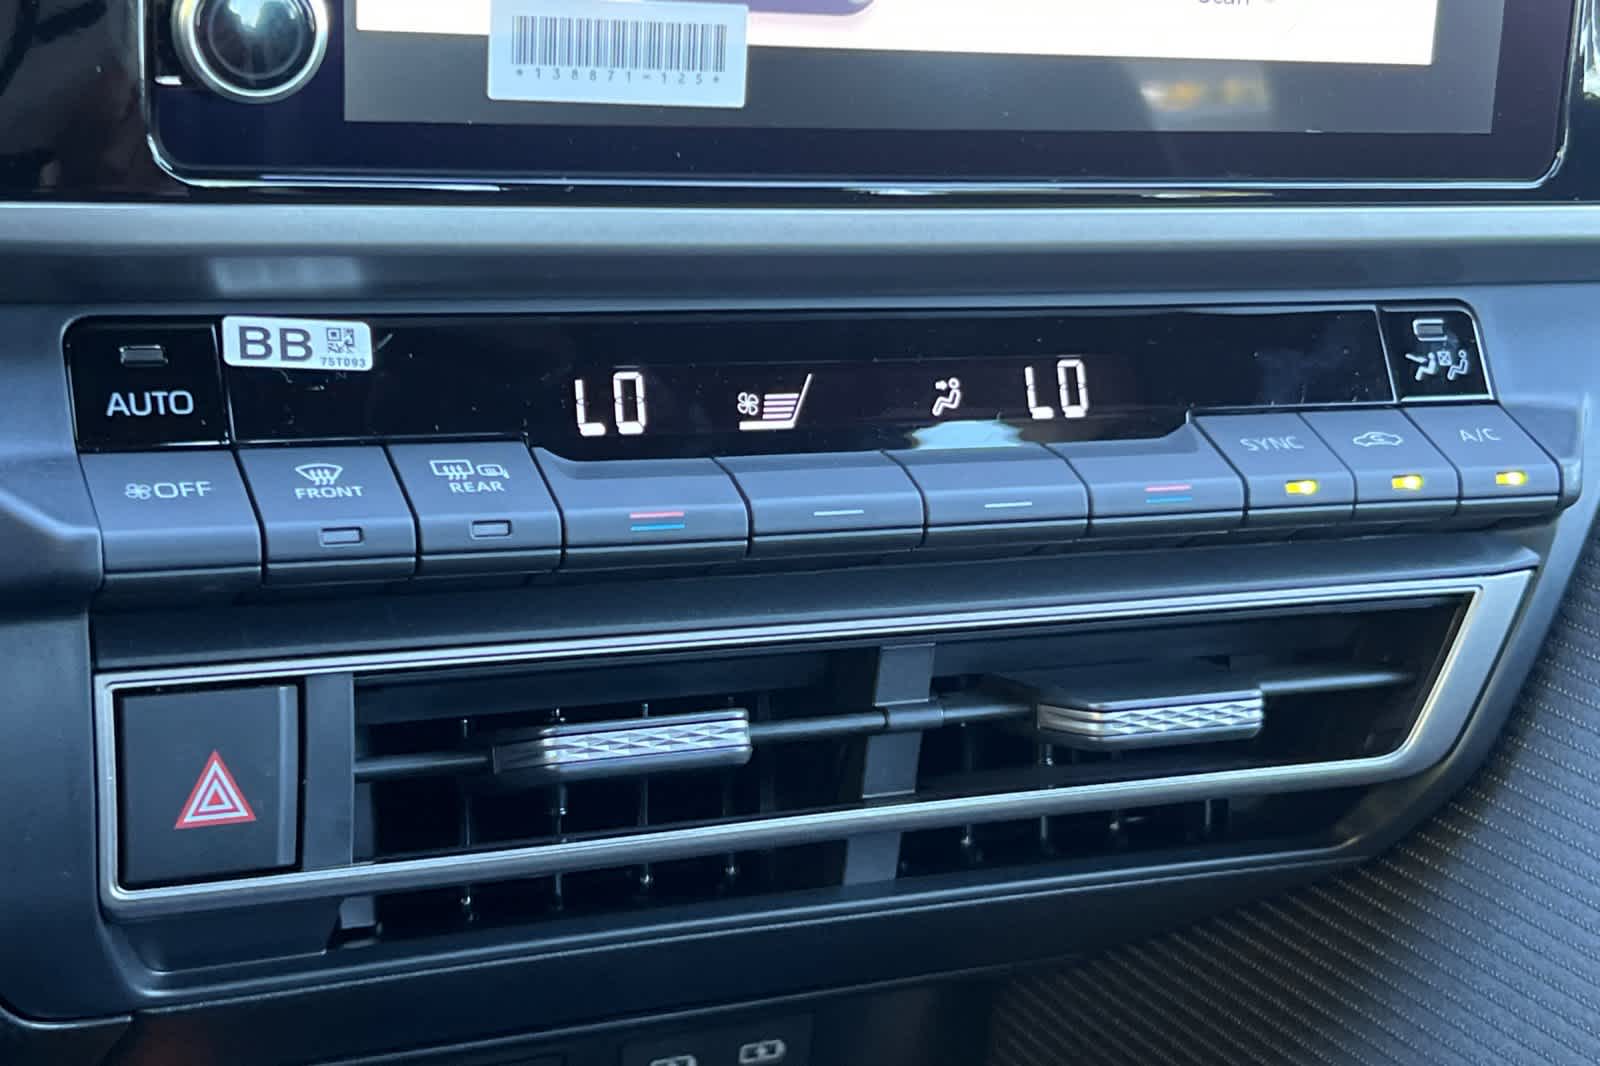 *138871-125*
BB
75T093
AUTO
LO
LO
OFF
FRONT
REAR
SYNC
A/C